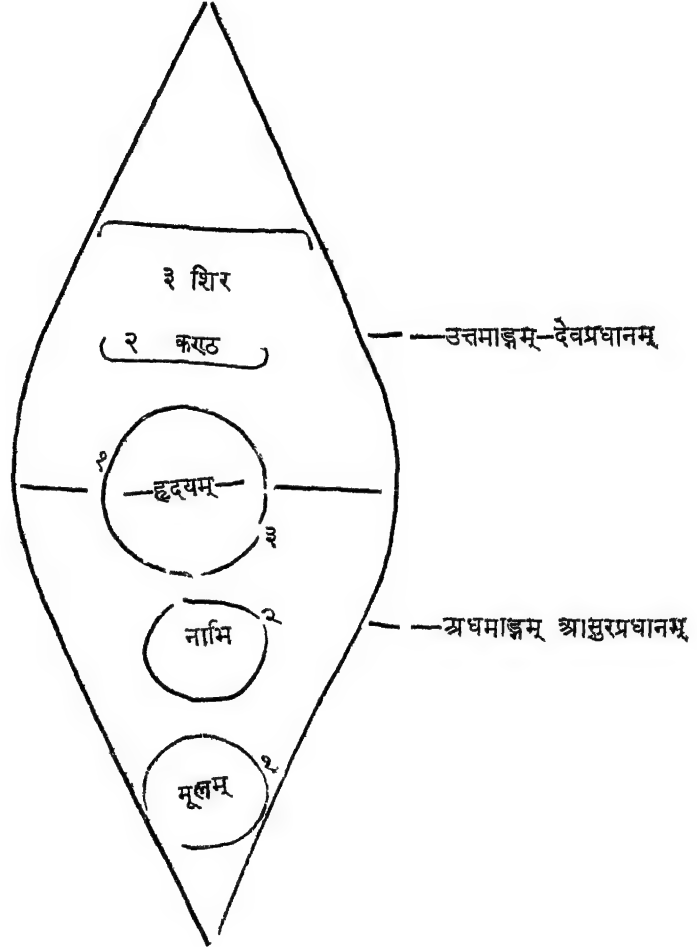 ३ शिर
२ कण्ठ
उत्तमाङ्गम्-देवप्रधानम्
१
हृदयम्
३
नाभि २
अधमाङ्गम् आसुरप्रधानम्
मूलम् १